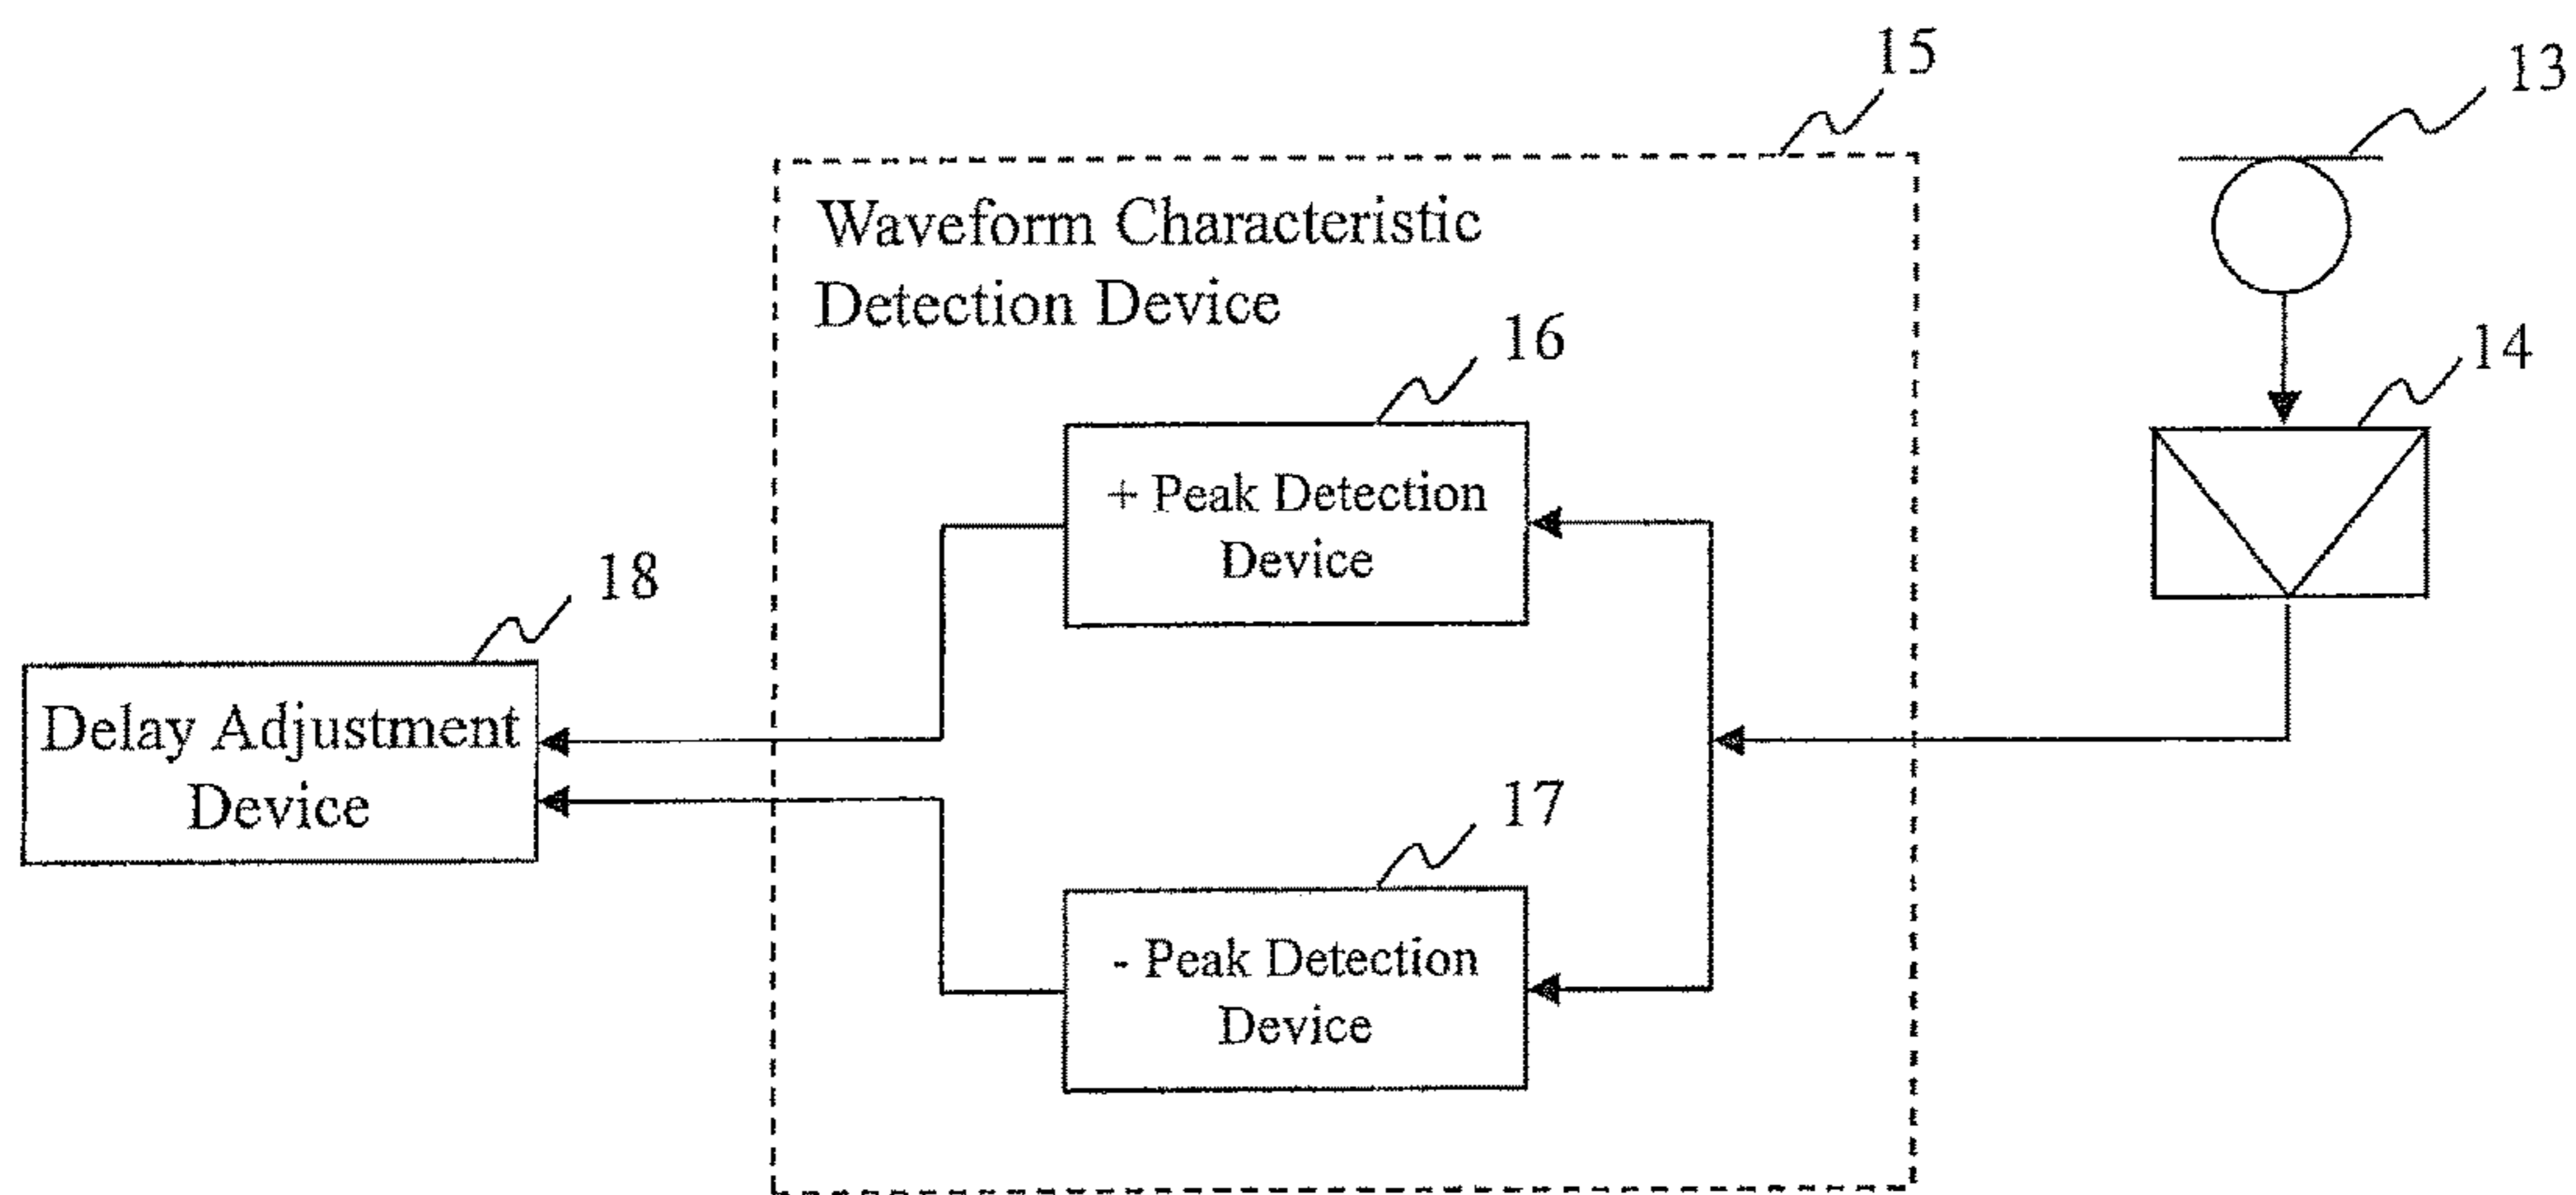 15
13
Waveform Characteristic
Detection Device
16
14
+ Peak Detection
Device
18
Delay Adjustment
Device
17
- Peak Detection
Device